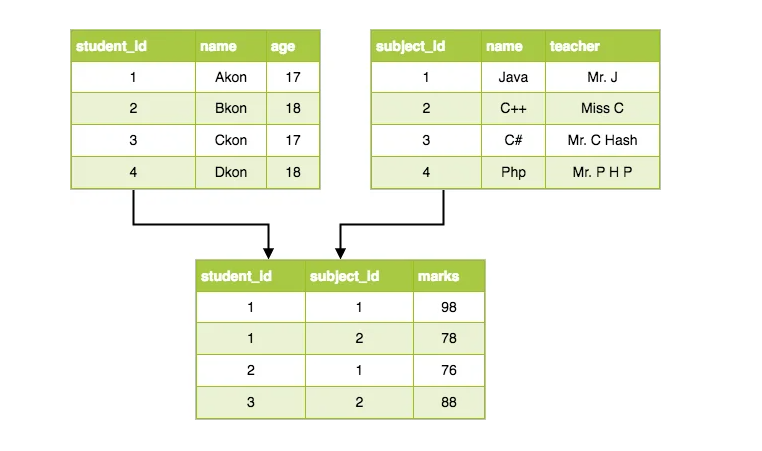 student_id name age
1 Akon 17
2 Bkon 18
3 Ckon 17
4 Dkon 18
subject_id name teacher
1 Java Mr. J
2 C++ Miss C
3 C# Mr. C Hash
4 Php Mr. P H P
student_id subject_id marks
1 1 98
1 2 78
2 1 76
3 2 88